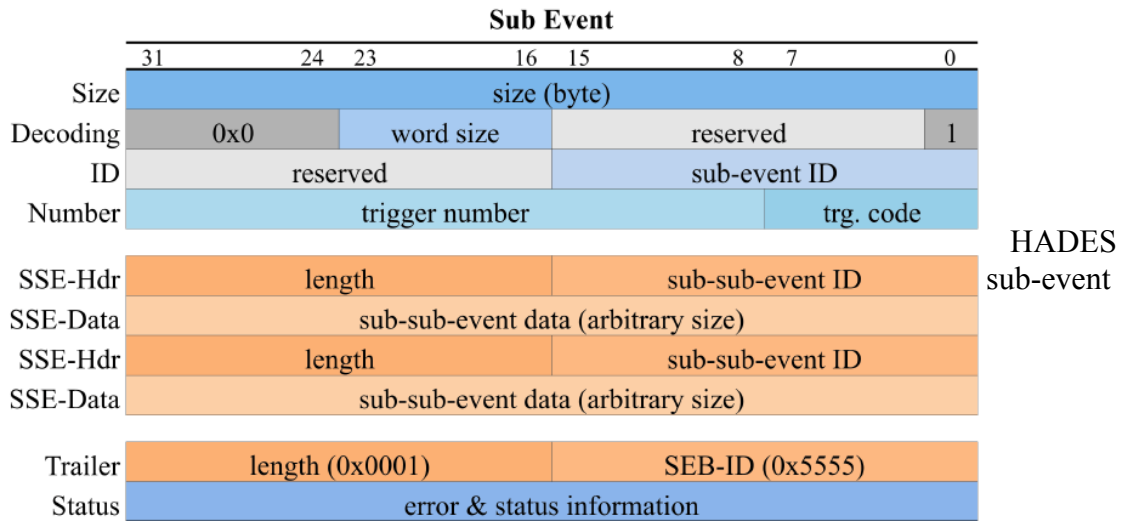 Sub Event
31 24 23 16 15 8 7 0
Size size (byte)
Decoding 0x0 word size reserved 1
ID reserved sub-event ID
Number trigger number trg. code
HADES
sub-event
SSE-Hdr length sub-sub-event ID
SSE-Data sub-sub-event data (arbitrary size)
SSE-Hdr length sub-sub-event ID
SSE-Data sub-sub-event data (arbitrary size)
Trailer length (0x0001) SEB-ID (0x5555)
Status error & status information